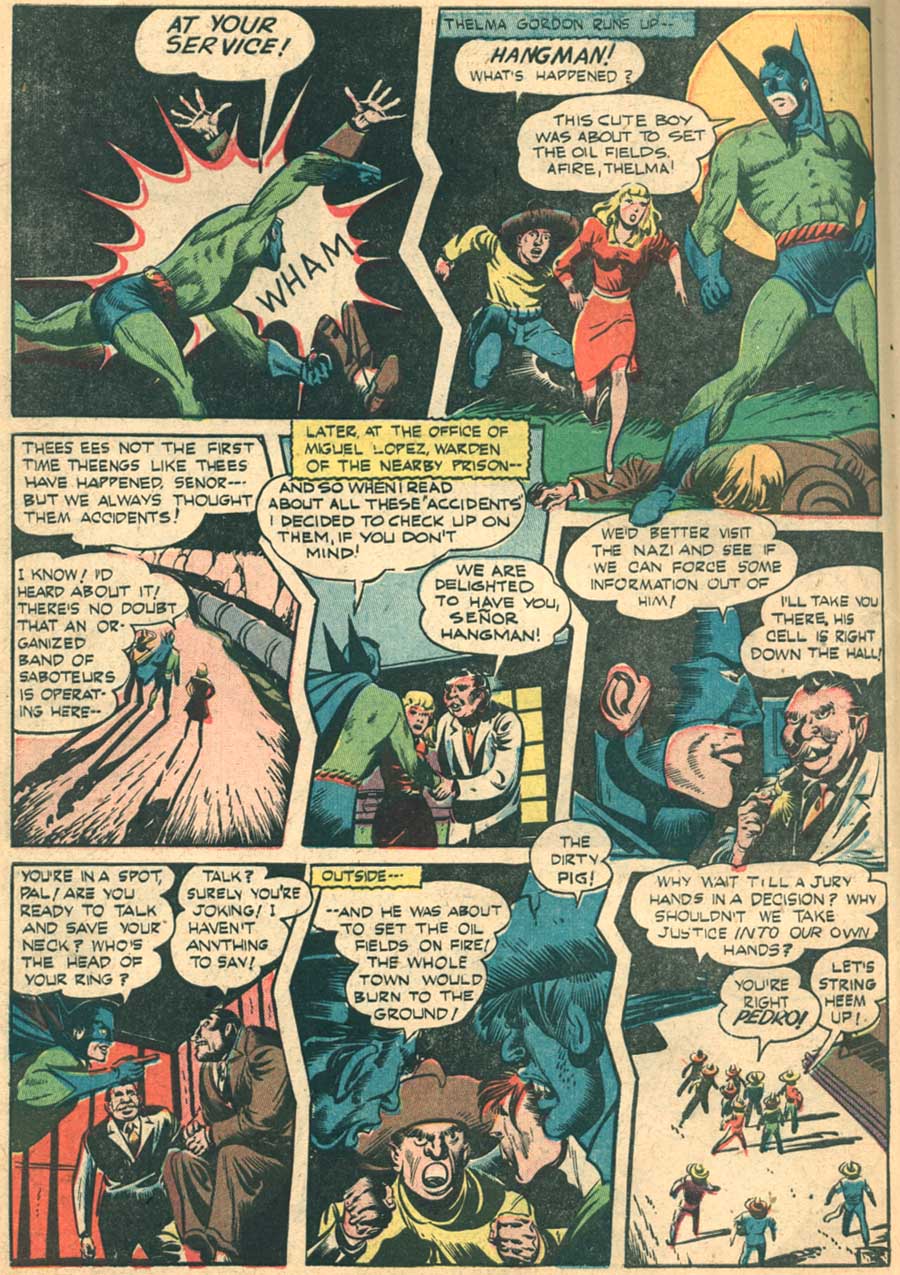 AT YOUR
SERVICE!
WHAM
THELMA GORDON RUNS UP--
HANGMAN!
WHAT'S HAPPENED?
THIS CUTE BOY
WAS ABOUT TO SET
THE OIL FIELDS.
AFIRE, THELMA!
THEES EES NOT THE FIRST
TIME THEENGS LIKE THEES
HAVE HAPPENED, SENOR--
BUT WE ALWAYS THOUGHT
THEM ACCIDENTS!
I KNOW! I'D
HEARD ABOUT IT!
THERE'S NO DOUBT
THAT AN OR-
GANIZED
BAND OF
SABOTEURS
IS OPERAT-
ING HERE--
LATER, AT THE OFFICE OF
MIGUEL LOPEZ, WARDEN
OF THE NEARBY PRISON--
AND SO WHEN I READ
ABOUT ALL THESE "ACCIDENTS"
I DECIDED TO CHECK UP ON
THEM, IF YOU DON'T
MIND!
WE ARE
DELIGHTED
TO HAVE YOU,
SEÑOR
HANGMAN!
WE'D BETTER VISIT
THE NAZI AND SEE IF
WE CAN FORCE SOME
INFORMATION OUT OF
HIM!
I'LL TAKE YOU
THERE, HIS
CELL IS RIGHT
DOWN THE HALL!
YOU'RE IN A SPOT,
PAL! ARE YOU
READY TO TALK
AND SAVE YOUR
NECK? WHO'S
THE HEAD OF
YOUR RING?
TALK?
SURELY YOU'RE
JOKING! I
HAVEN'T
ANYTHING
TO SAY!
OUTSIDE---
--AND HE WAS ABOUT
TO SET THE OIL
FIELDS ON FIRE!
THE WHOLE
TOWN WOULD
BURN TO THE
GROUND!
THE
DIRTY
PIG!
WHY WAIT TILL A JURY
HANDS IN A DECISION? WHY
SHOULDN'T WE TAKE
JUSTICE INTO OUR OWN
HANDS?
YOU'RE
RIGHT
PEDRO!
LET'S
STRING
HEEM
UP!